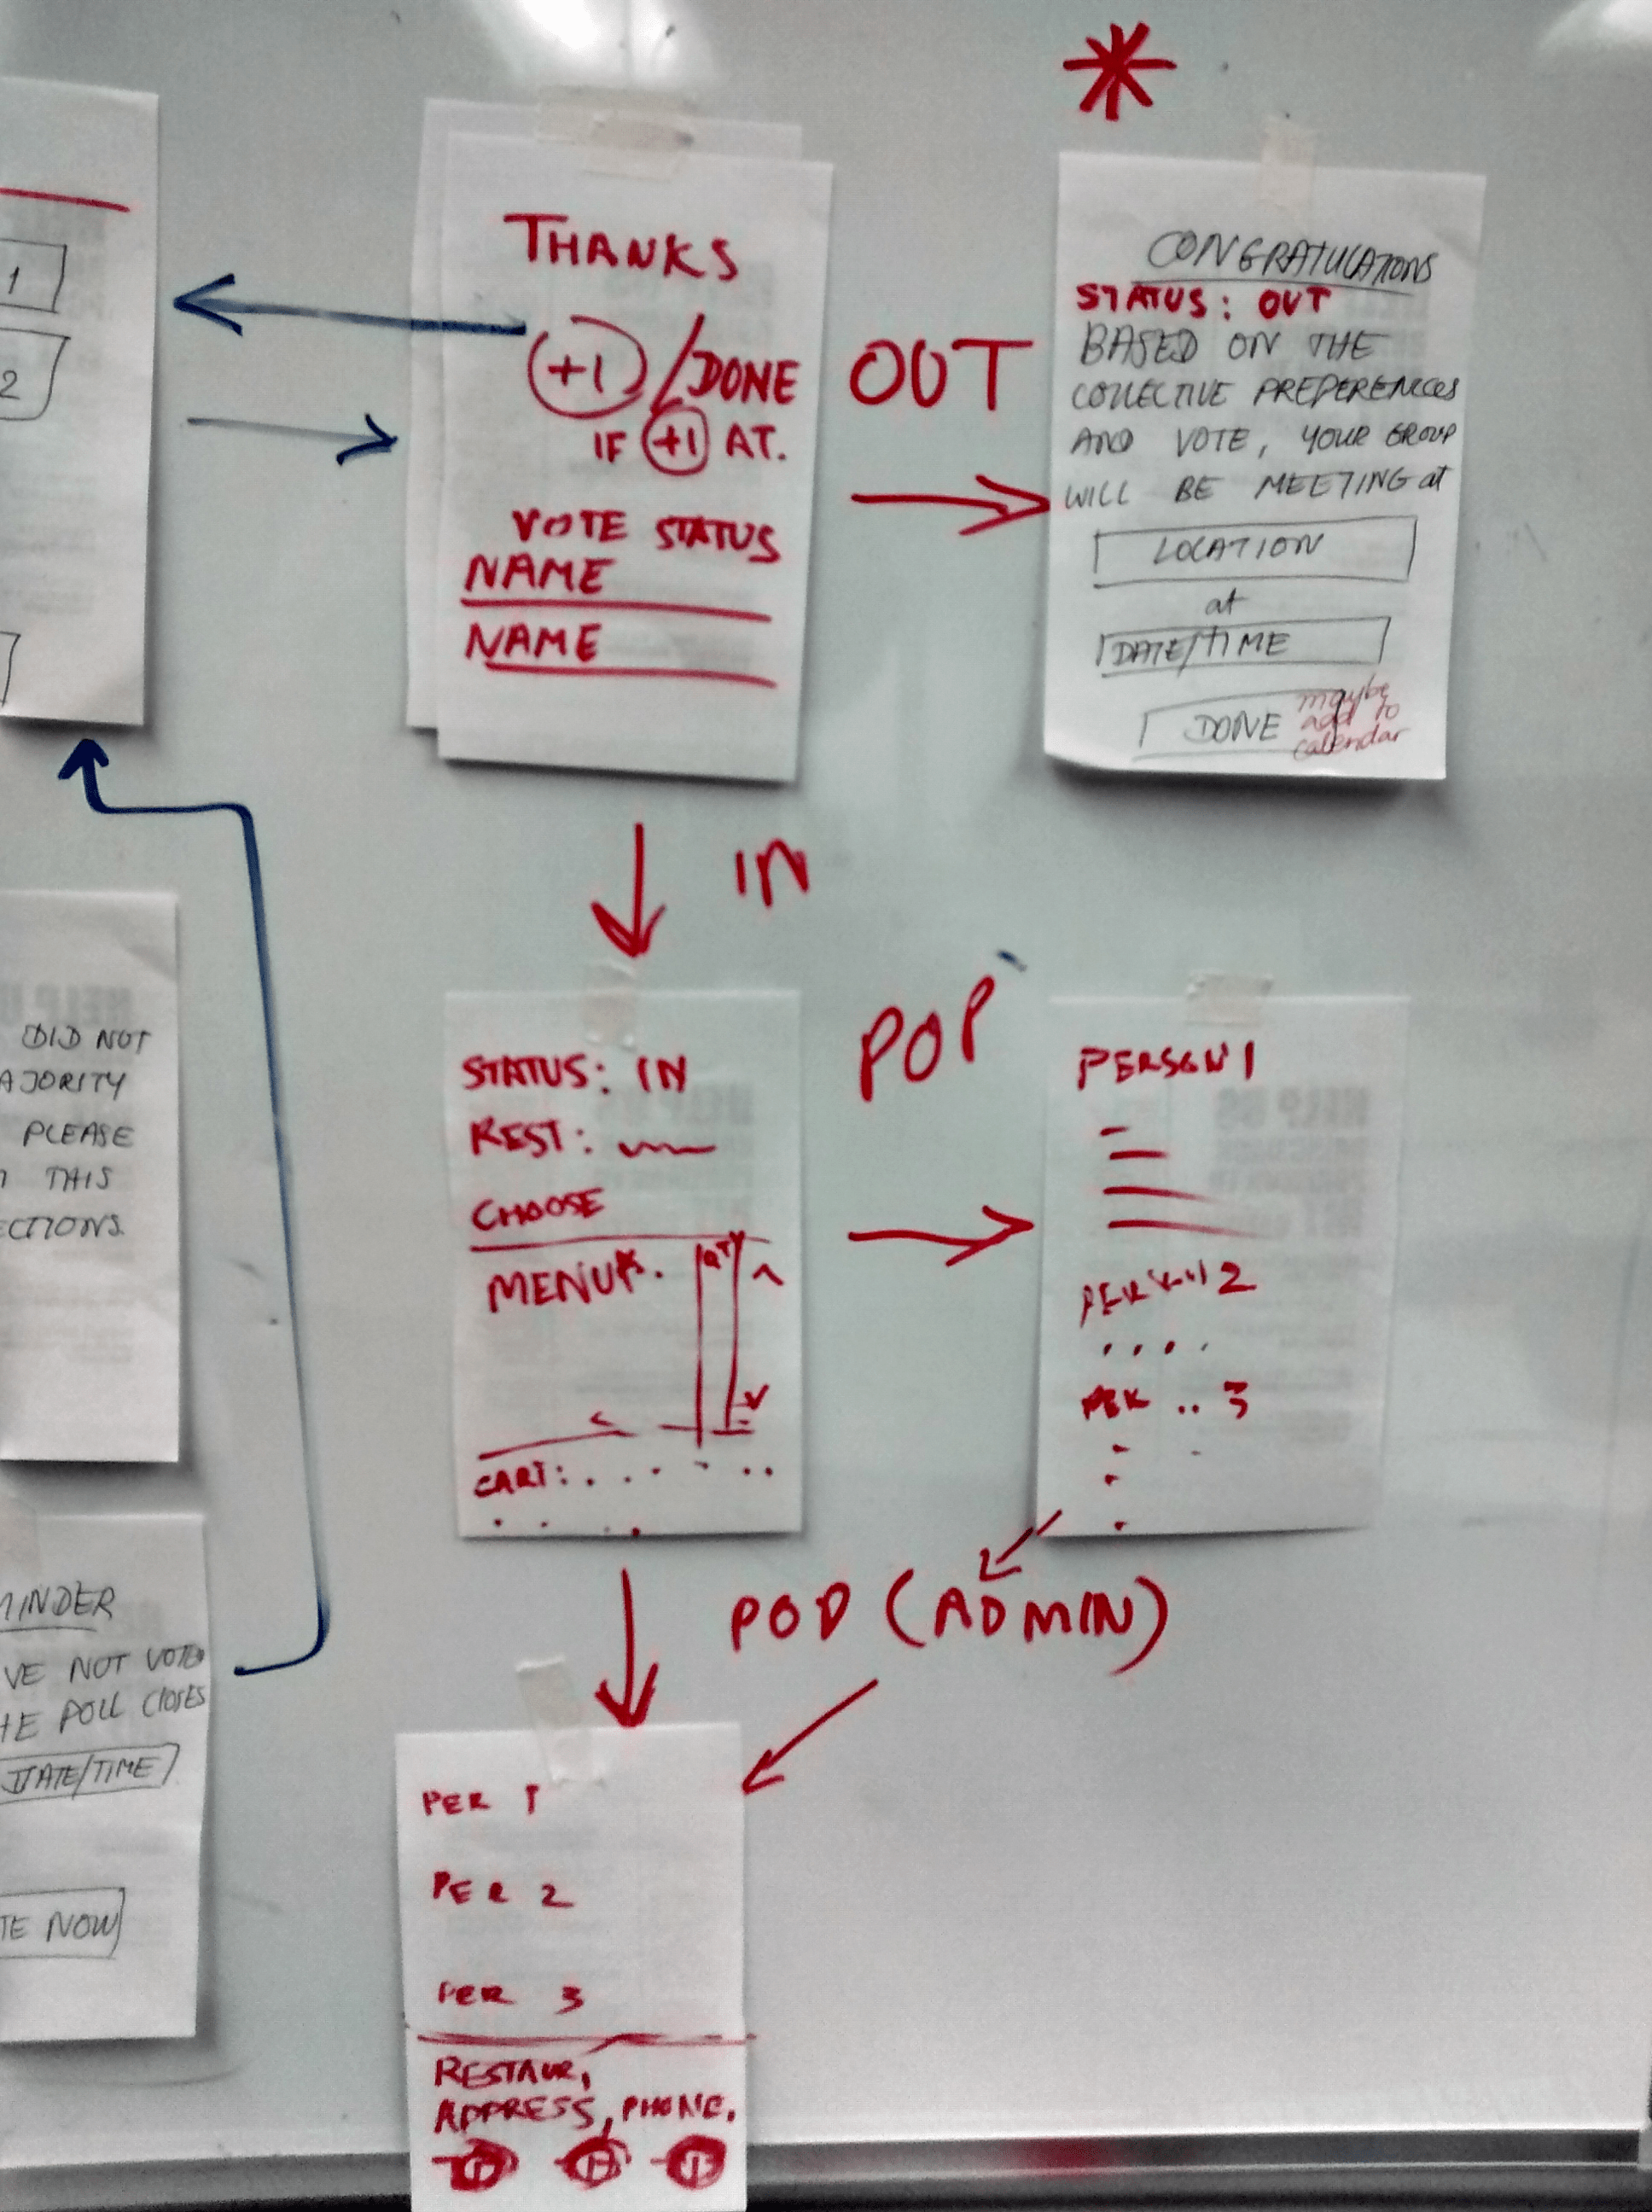 1
2
THANKS
+1 /DONE
IF +1 AT.
VOTE STATUS
NAME
NAME
OUT
*
CONGRATULATIONS
STATUS: OUT
BASED ON THE
COLLECTIVE PREFERENCES
AND VOTE, YOUR GROUP
WILL BE MEETING at
LOCATION
at
DATE/TIME
DONE
maybe
add to
calendar
IN
DID NOT
AJORITY
PLEASE
THIS
ECTIONS.
STATUS: IN
REST:
CHOOSE
MENU
QT
CART: . . . . . .
POP
PERSON 1
2
. . . .
PER .. 3
POD (ADMIN)
MINDER
VE NOT VOTED
HE POLL CLOSES
DATE/TIME
TE NOW
PER 1
PER 2
PER 3
RESTAUR,
ADDRESS, PHONE.